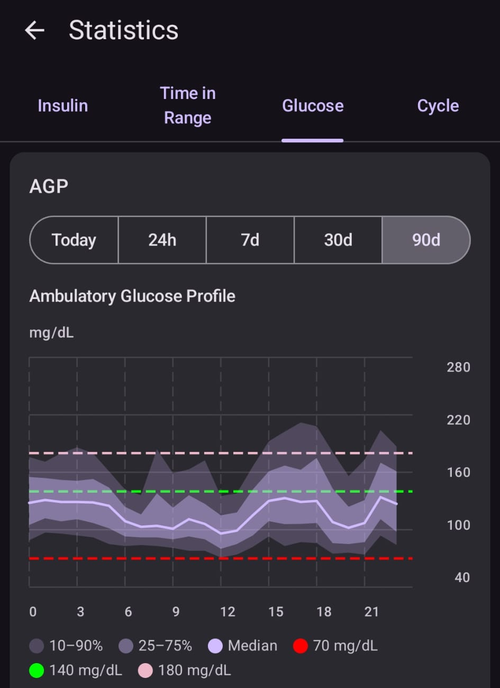 Statistics
Insulin
Time in
Range
Glucose
Cycle
AGP
Today 24h 7d 30d 90d
Ambulatory Glucose Profile
mg/dL
280
220
160
100
40
0 3 6 9 12 15 18 21
10–90% 25–75% Median 70 mg/dL
140 mg/dL 180 mg/dL